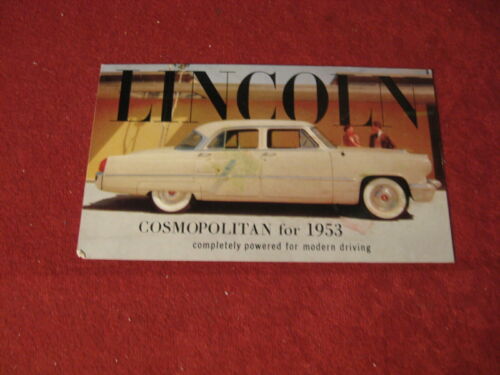 LINCOLN
COSMOPOLITAN for 1953
completely powered for modern driving